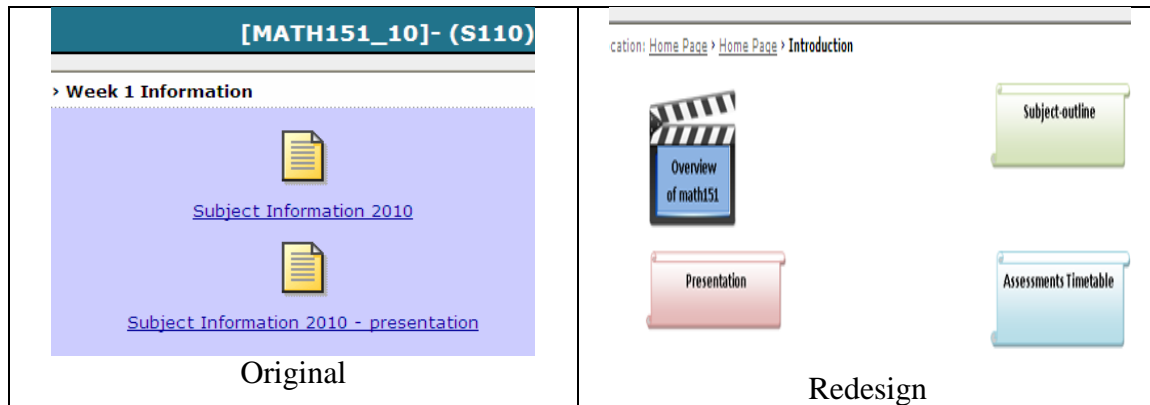 [MATH151_10]- (S110)
› Week 1 Information
Subject Information 2010
Subject Information 2010 - presentation
Original
cation: Home Page › Home Page › Introduction
Overview
of math151
Subject-outline
Presentation
Assessments Timetable
Redesign